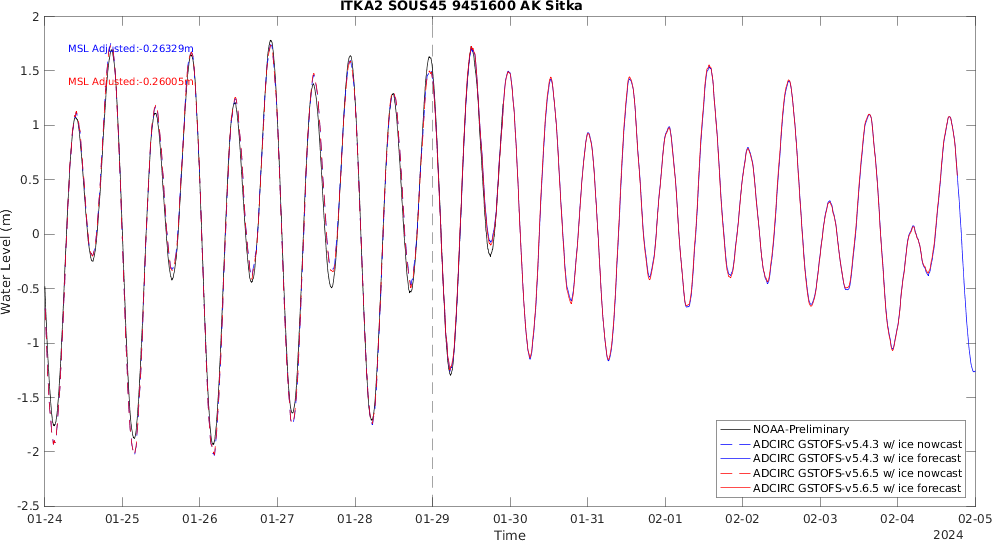 ITKA2 SOUS45 9451600 AK Sitka
MSL Adjusted:-0.26329m
MSL Adjusted:-0.26005m
Water Level (m)
2
1.5
1
0.5
0
-0.5
-1
-1.5
-2
-2.5
NOAA-Preliminary
ADCIRC GSTOFS-v5.4.3 w/ ice nowcast
ADCIRC GSTOFS-v5.4.3 w/ ice forecast
ADCIRC GSTOFS-v5.6.5 w/ ice nowcast
ADCIRC GSTOFS-v5.6.5 w/ ice forecast
01-24 01-25 01-26 01-27 01-28 01-29 01-30 01-31 02-01 02-02 02-03 02-04 02-05
Time
2024